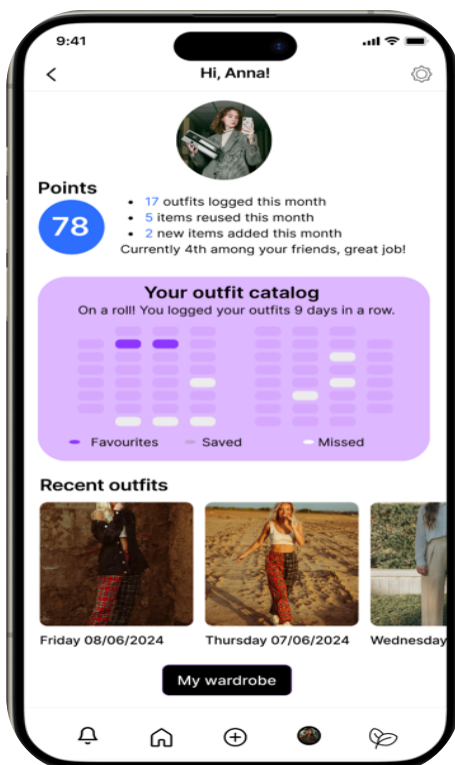 9:41
Hi, Anna!
Points
78
17 outfits logged this month
5 items reused this month
2 new items added this month
Currently 4th among your friends, great job!
Your outfit catalog
On a roll! You logged your outfits 9 days in a row.
Favourites
Saved
Missed
Recent outfits
Friday 08/06/2024
Thursday 07/06/2024
Wednesday
My wardrobe